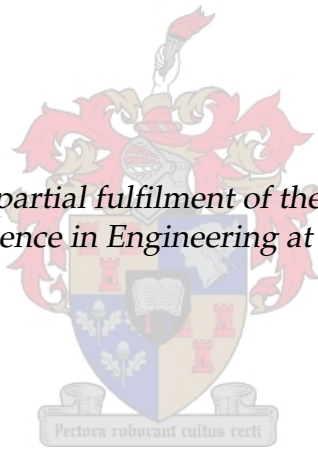 partial fulfilment of the
ence in Engineering at
Pectora roborant cultus recti